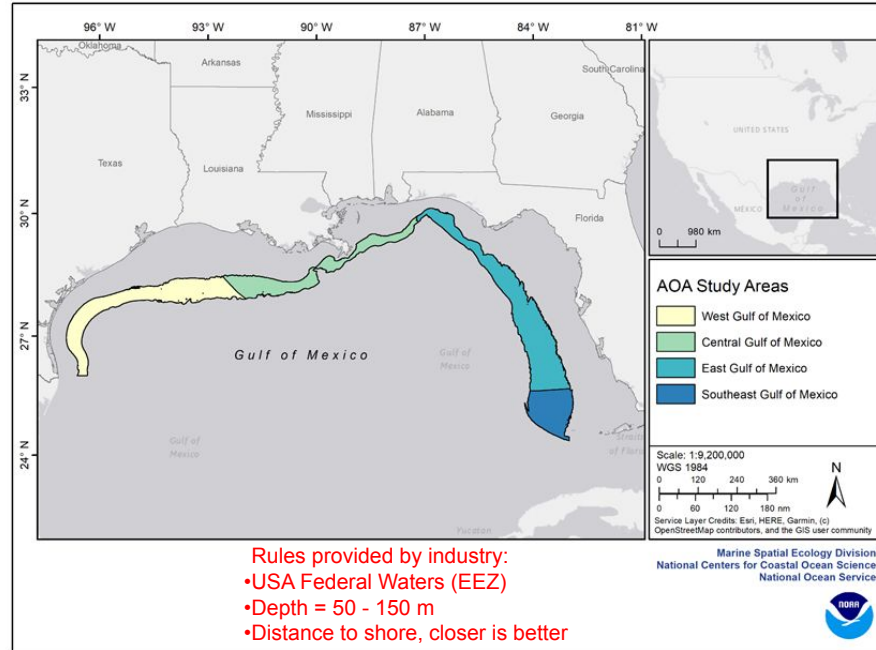 96° W
93° W
90° W
87° W
84° W
81° W
33° N
30° N
27° N
24° N
Oklahoma
Arkansas
South Carolina
Mississippi
Alabama
Georgia
Texas
Louisiana
Florida
Gulf of Mexico
Gulf of
Mexico
Gulf of
Mexico
Straits
of Florida
Yucatan
UNITED STATES
Gulf
of
Mexico
MÉXICO
0 980 km
AOA Study Areas
West Gulf of Mexico
Central Gulf of Mexico
East Gulf of Mexico
Southeast Gulf of Mexico
Scale: 1:9,200,000
WGS 1984
N
0 120 240 360 km
0 60 120 180 nm
Service Layer Credits: Esri, HERE, Garmin, (c)
OpenStreetMap contributors, and the GIS user community
Rules provided by industry:
•USA Federal Waters (EEZ)
•Depth = 50 - 150 m
•Distance to shore, closer is better
Marine Spatial Ecology Division
National Centers for Coastal Ocean Science
National Ocean Service
NOAA